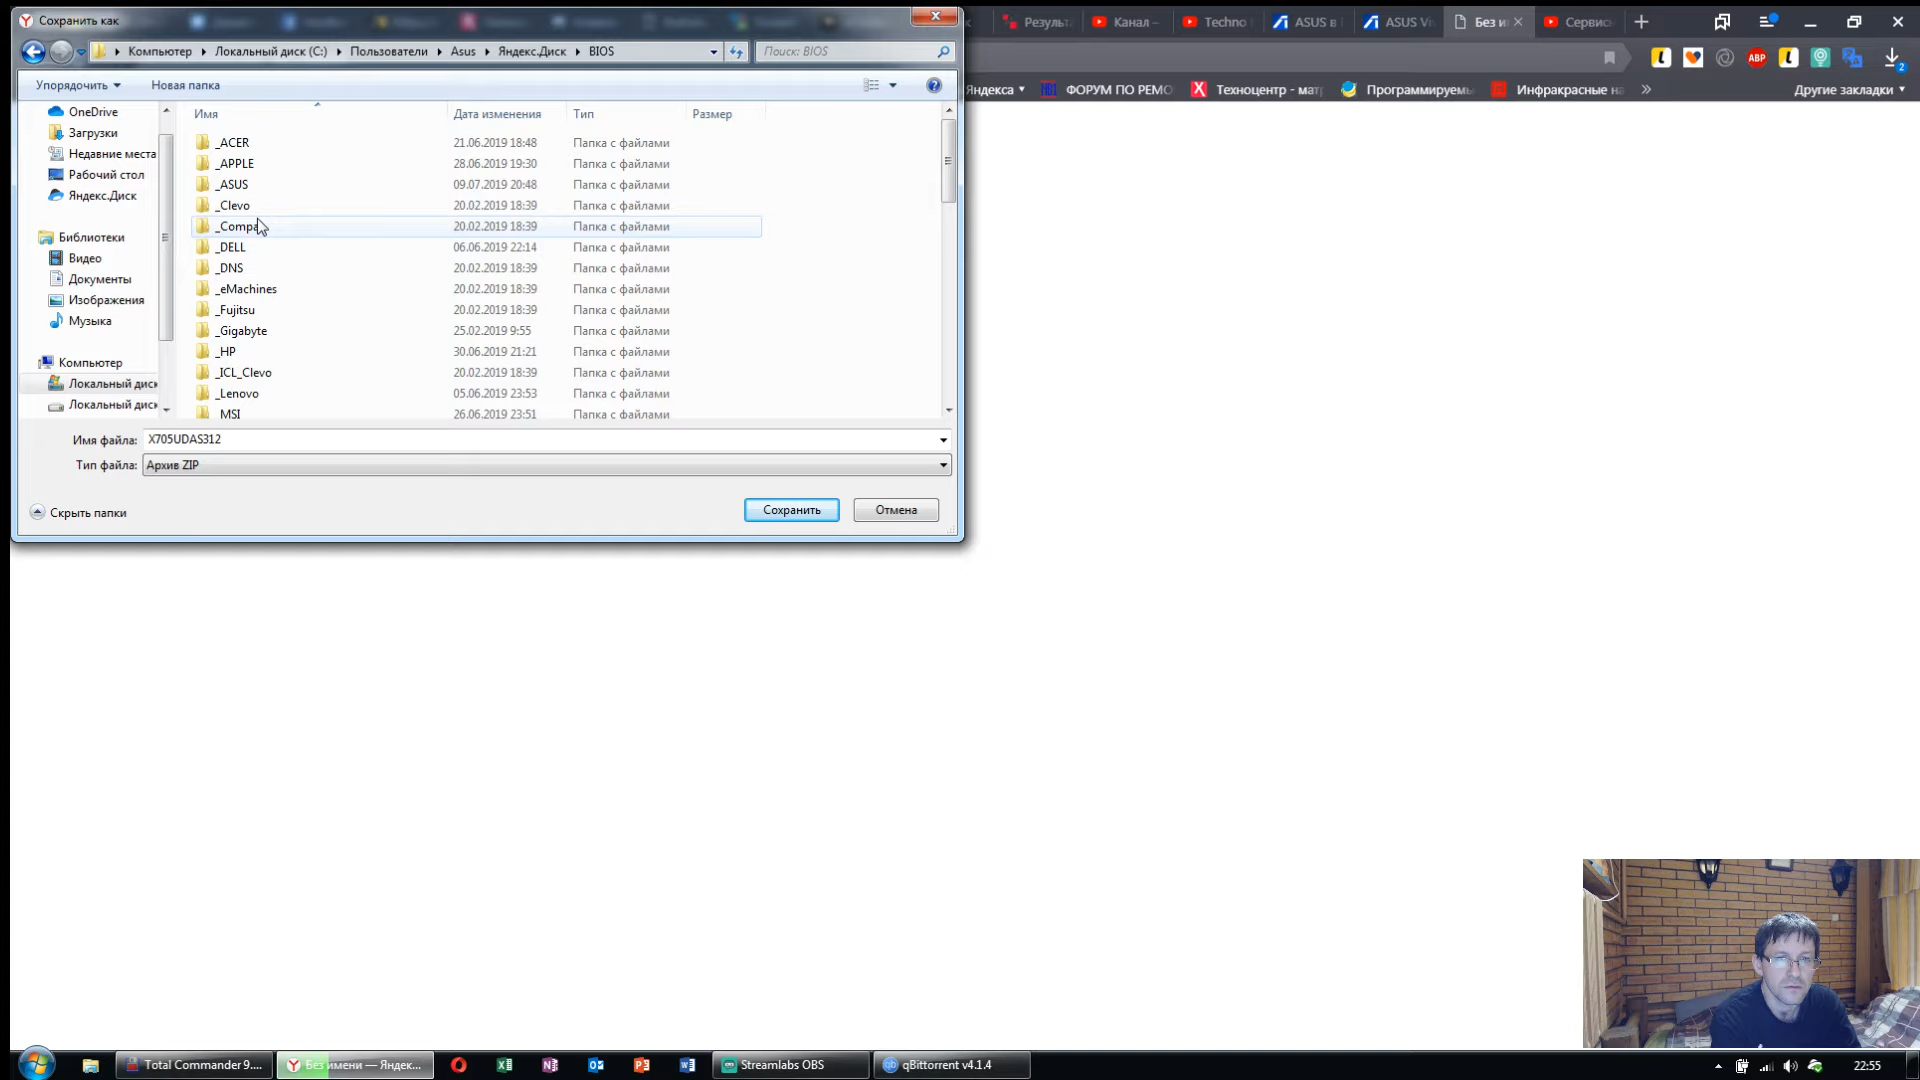 Сохранить как
Результ
Канал –
Techno
ASUS в
ASUS Vi
Без и
Сервис
Компьютер
Локальный диск (C:)
Пользователи
Asus
Яндекс.Диск
BIOS
Поиск: BIOS
ABP
2
Упорядочить
Новая папка
Яндекса
ФОРУМ ПО РЕМО
Техноцентр - мат
Программируемы
Инфракрасные на
»
Другие закладки
OneDrive
Загрузки
Недавние места
Рабочий стол
Яндекс.Диск
Библиотеки
Видео
Документы
Изображения
Музыка
Компьютер
Локальный диск
Локальный диск
Имя Дата изменения Тип Размер
_ACER 21.06.2019 18:48 Папка с файлами
_APPLE 28.06.2019 19:30 Папка с файлами
_ASUS 09.07.2019 20:48 Папка с файлами
_Clevo 20.02.2019 18:39 Папка с файлами
_Compa 20.02.2019 18:39 Папка с файлами
_DELL 06.06.2019 22:14 Папка с файлами
_DNS 20.02.2019 18:39 Папка с файлами
_eMachines 20.02.2019 18:39 Папка с файлами
_Fujitsu 20.02.2019 18:39 Папка с файлами
_Gigabyte 25.02.2019 9:55 Папка с файлами
_HP 30.06.2019 21:21 Папка с файлами
_ICL_Clevo 20.02.2019 18:39 Папка с файлами
_Lenovo 05.06.2019 23:53 Папка с файлами
MSI 26.06.2019 23:51 Папка с файлами
Имя файла: X705UDAS312
Тип файла: Архив ZIP
Скрыть папки
Сохранить
Отмена
Total Commander 9....
Без имени — Яндек...
Streamlabs OBS
qBittorrent v4.1.4
22:55